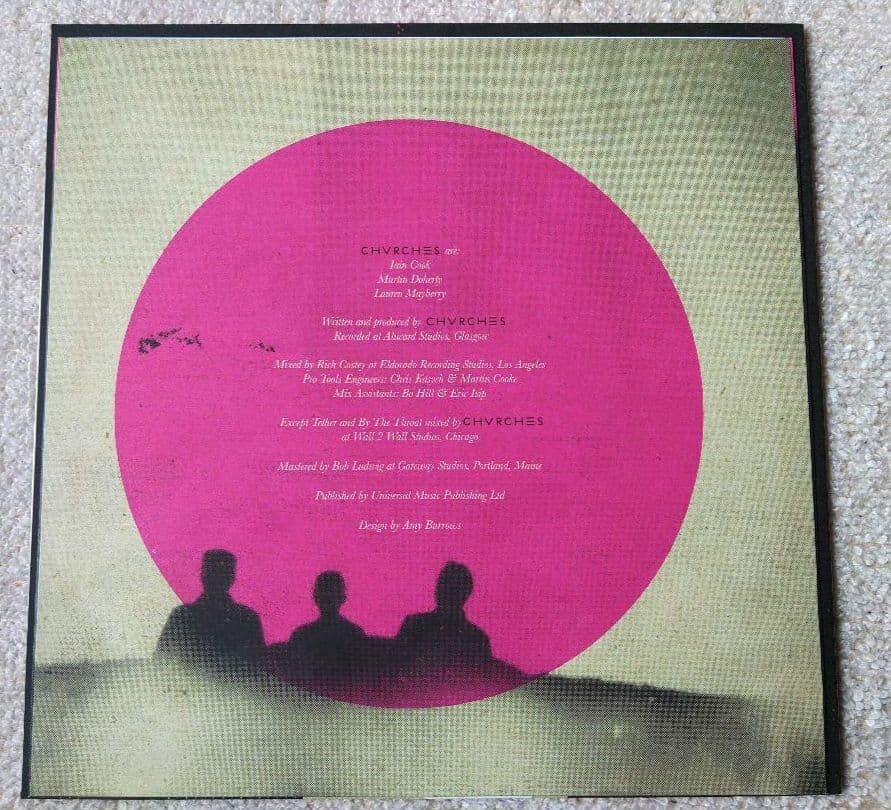 CHVRCHES are:
Iain Cook
Martin Doherty
Lauren Mayberry
Written and produced by CHVRCHES
Recorded at Alucard Studios, Glasgow
Mixed by Rich Costey at Eldorado Recording Studios, Los Angeles
Pro Tools Engineers: Chris Kasych & Martin Cooke
Mix Assistants: Bo Hill & Eric Isip
Except Tether and By The Throat mixed by CHVRCHES
at Wall 2 Wall Studios, Chicago
Mastered by Bob Ludwig at Gateway Studios, Portland, Maine
Published by Universal Music Publishing Ltd
Design by Amy Burrows